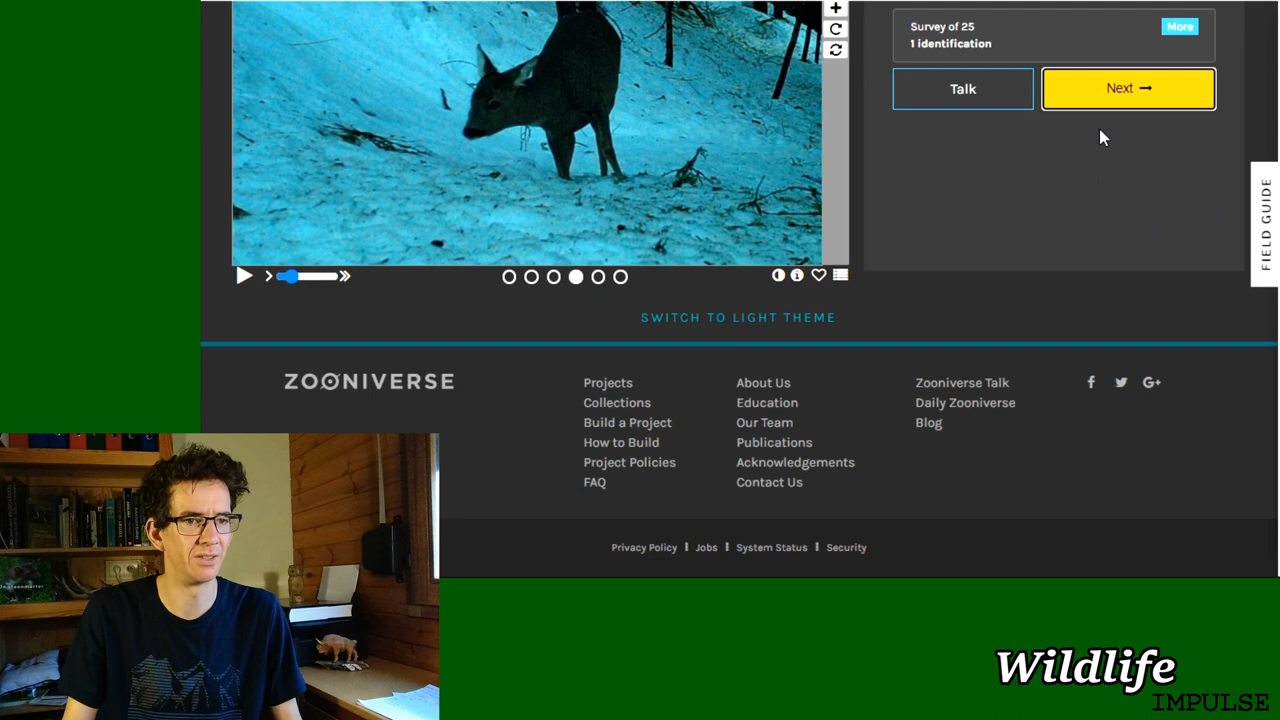 Survey of 25
More
1 identification
Talk
Next
FIELD GUIDE
SWITCH TO LIGHT THEME
ZOONIVERSE
Projects
Collections
Build a Project
How to Build
Project Policies
FAQ
About Us
Education
Our Team
Publications
Acknowledgements
Contact Us
Zooniverse Talk
Daily Zooniverse
Blog
Privacy Policy
Jobs
System Status
Security
Wildlife
IMPULSE